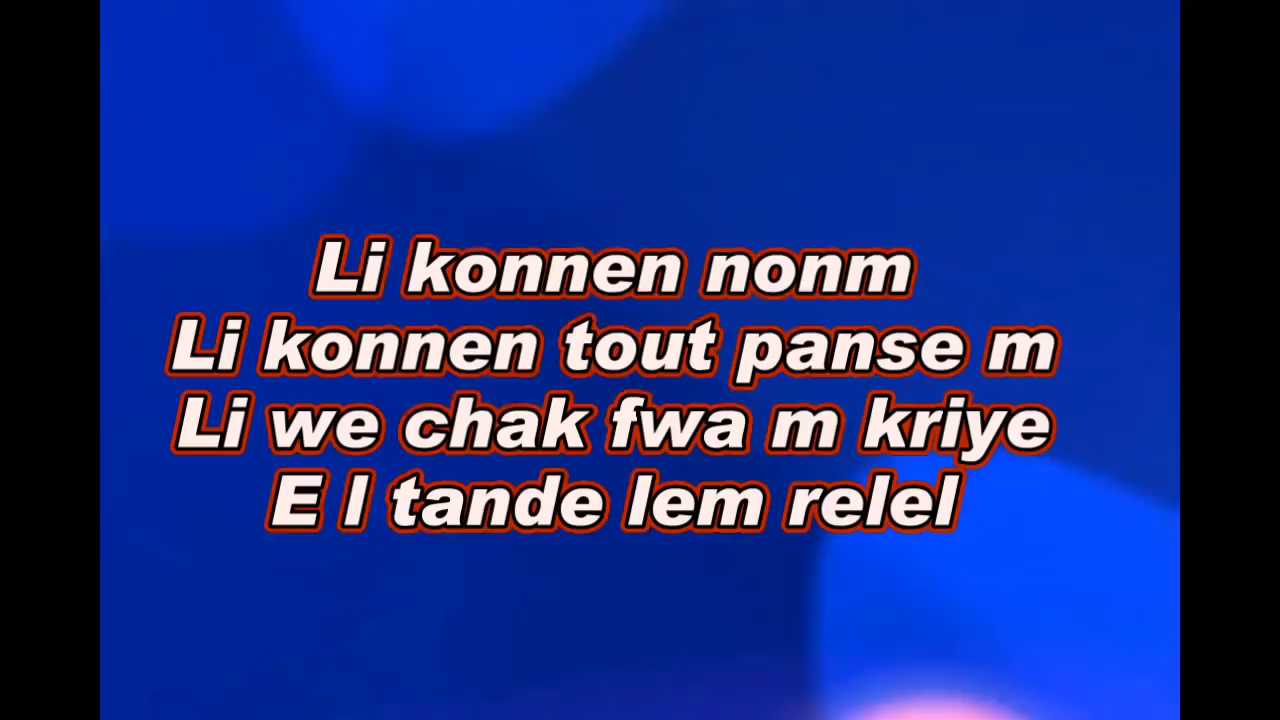 Li konnen nonm
Li konnen tout panse m
Li we chak fwa m kriye
E l tande lem relel